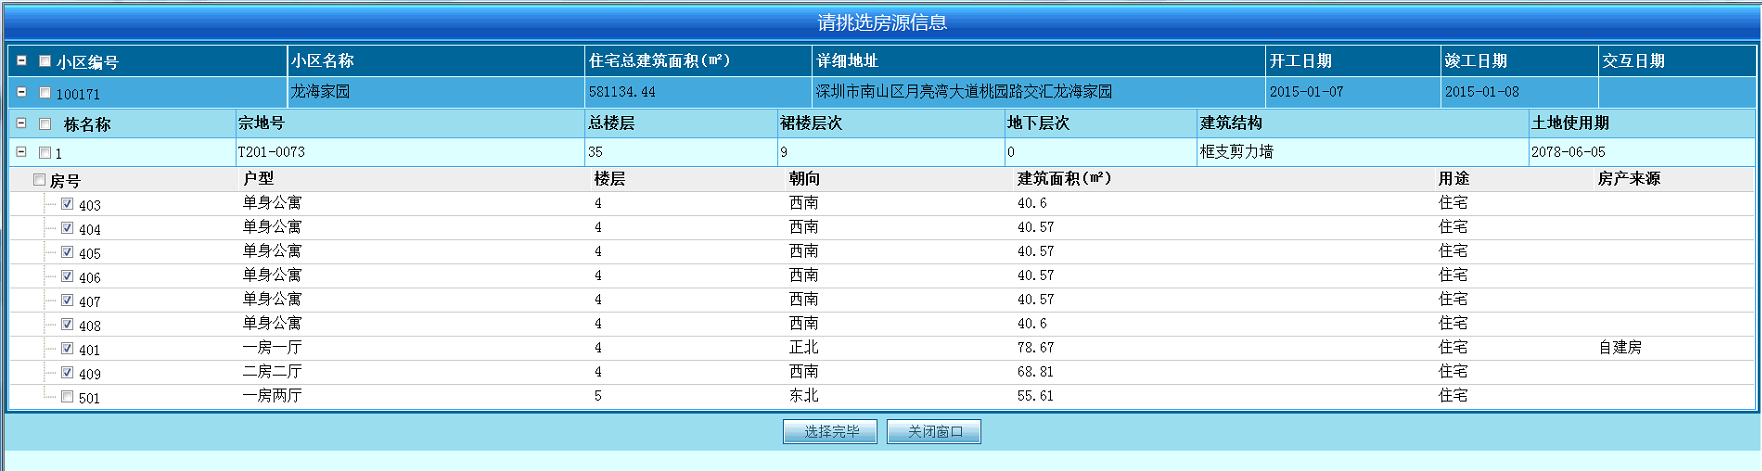 请挑选房源信息
小区编号 小区名称 住宅总建筑面积(㎡) 详细地址 开工日期 竣工日期 交互日期
100171 龙海家园 581134.44 深圳市南山区月亮湾大道桃园路交汇龙海家园 2015-01-07 2015-01-08
栋名称 宗地号 总楼层 裙楼层次 地下层次 建筑结构 土地使用期
1 T201-0073 35 9 0 框支剪力墙 2078-06-05
房号 户型 楼层 朝向 建筑面积(㎡) 用途 房产来源
403 单身公寓 4 西南 40.6 住宅
404 单身公寓 4 西南 40.57 住宅
405 单身公寓 4 西南 40.57 住宅
406 单身公寓 4 西南 40.57 住宅
407 单身公寓 4 西南 40.57 住宅
408 单身公寓 4 西南 40.6 住宅
401 一房一厅 4 正北 78.67 住宅 自建房
409 二房二厅 4 西南 68.81 住宅
501 一房两厅 5 东北 55.61 住宅
选择完毕 关闭窗口